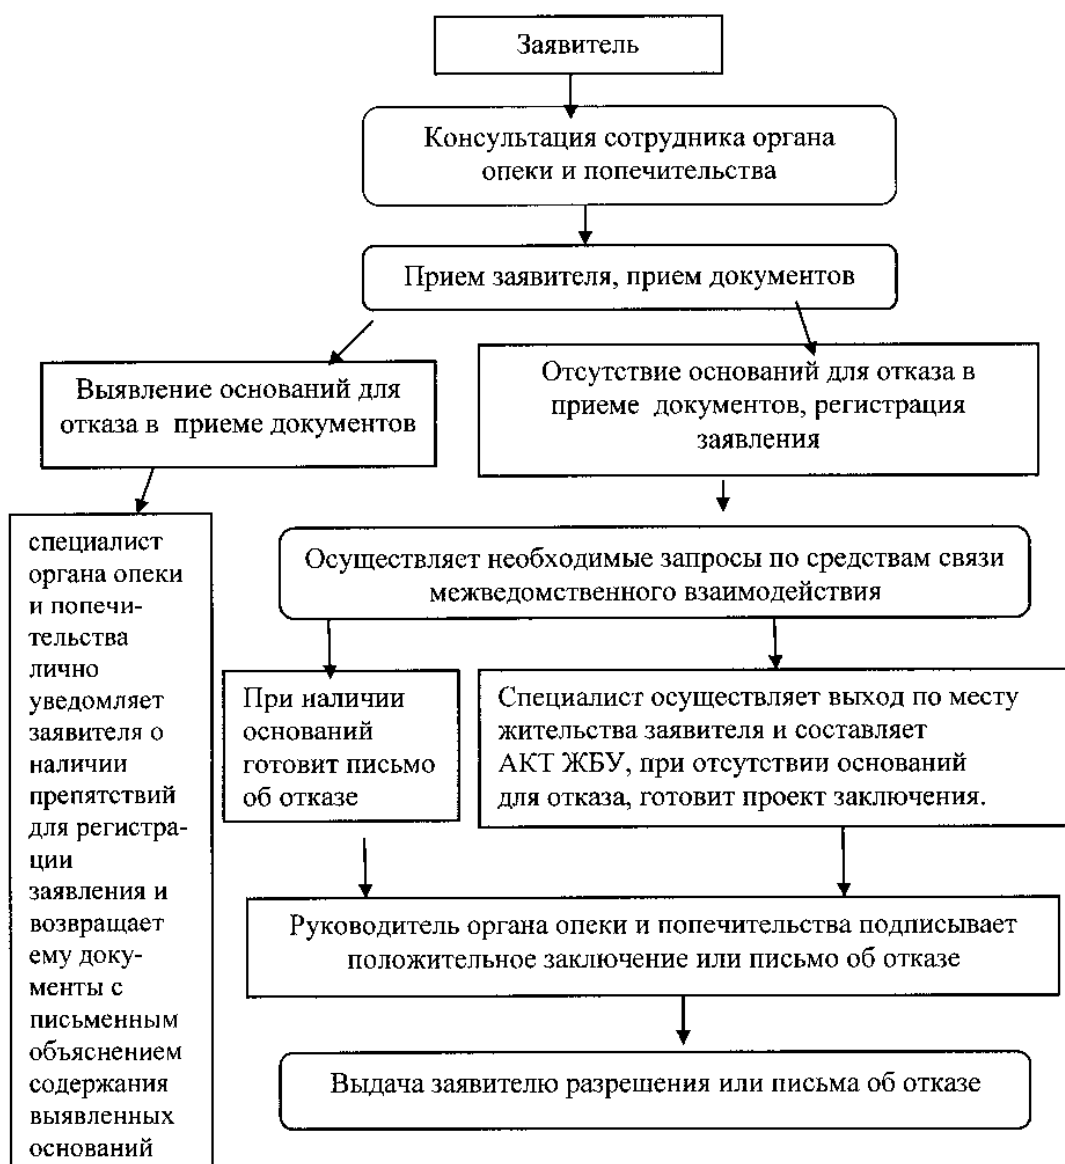 Заявитель
Консультация сотрудника органа
опеки и попечительства
Прием заявителя, прием документов
Выявление оснований для
отказа в приеме документов
Отсутствие оснований для отказа в
приеме документов, регистрация
заявления
специалист
органа опеки
и попечи-
тельства
лично
уведомляет
заявителя о
наличии
препятствий
для регистра-
ции
заявления и
возвращает
ему доку-
менты с
письменным
объяснением
содержания
выявленных
оснований
Осуществляет необходимые запросы по средствам связи
межведомственного взаимодействия
При наличии
оснований
готовит письмо
об отказе
Специалист осуществляет выход по месту
жительства заявителя и составляет
АКТ ЖБУ, при отсутствии оснований
для отказа, готовит проект заключения.
Руководитель органа опеки и попечительства подписывает
положительное заключение или письмо об отказе
Выдача заявителю разрешения или письма об отказе